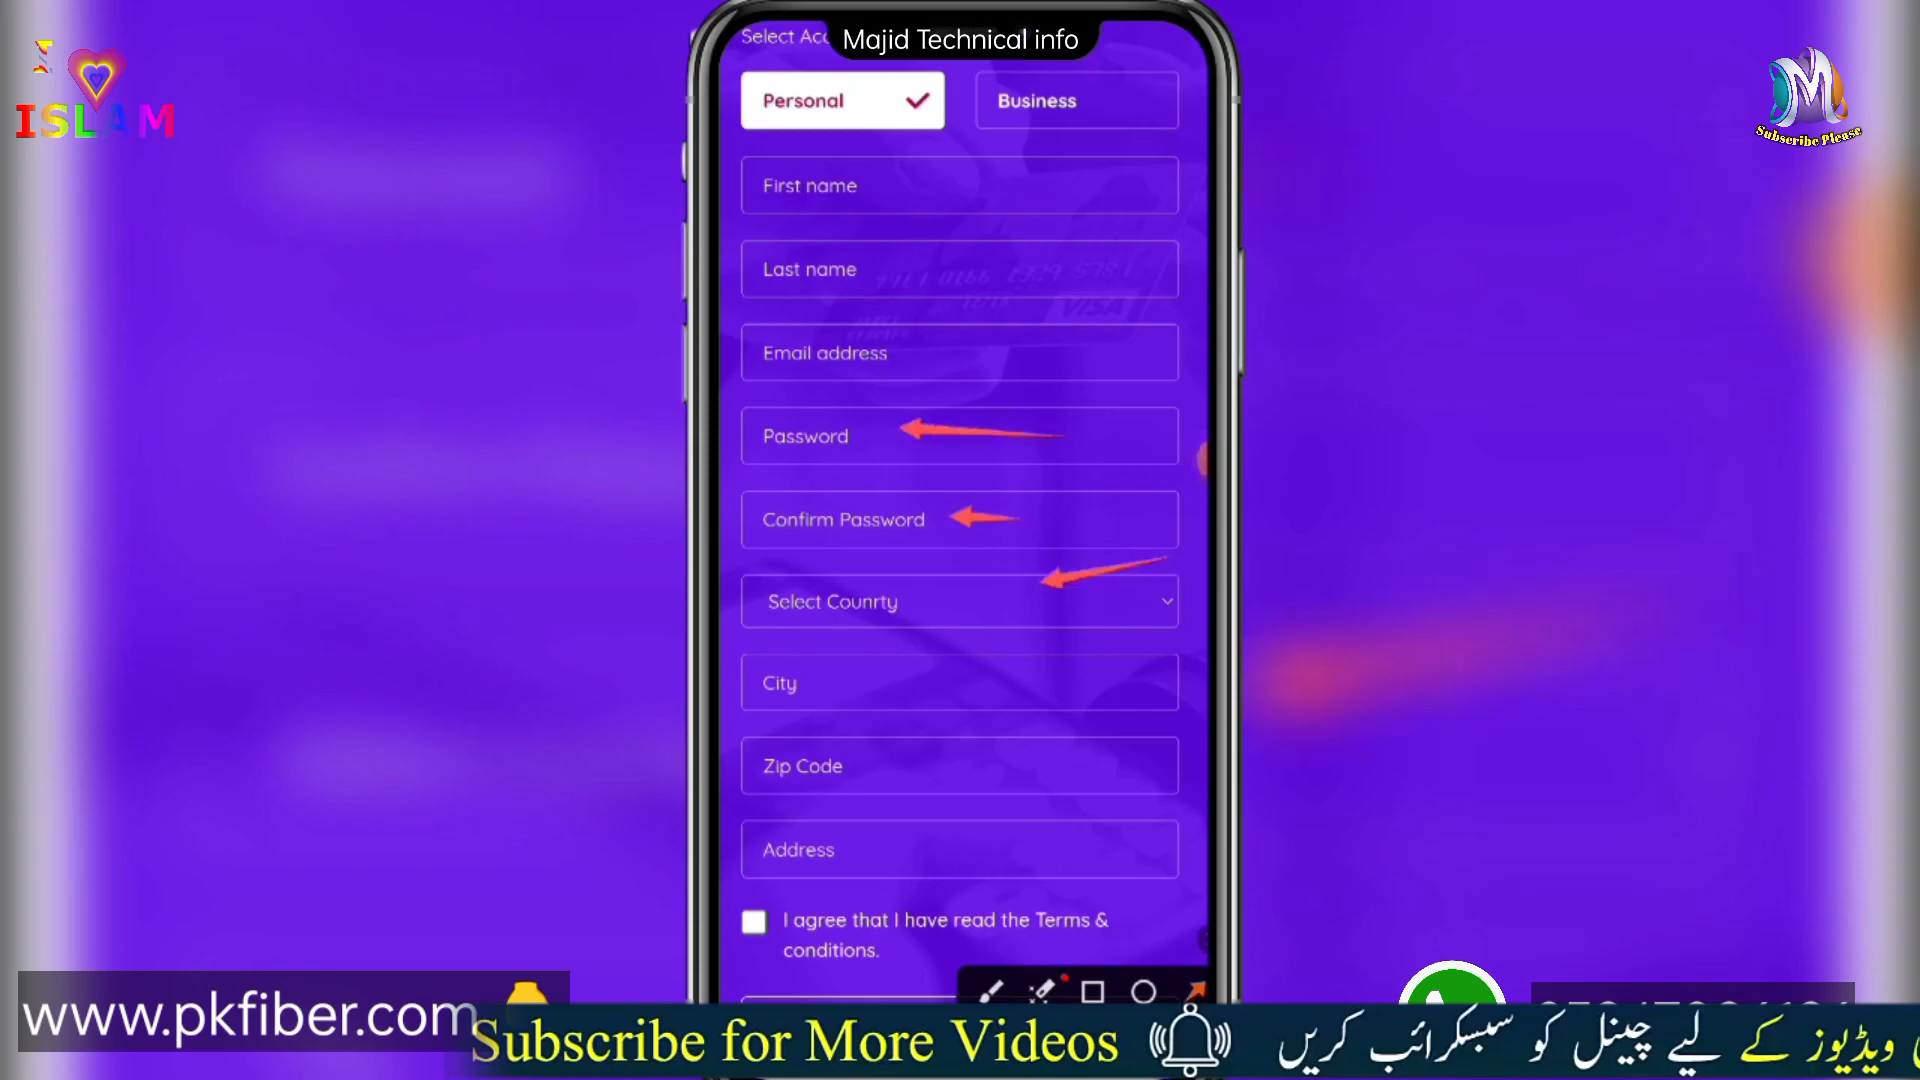 I
ISLAM
Majid Technical info
Subscribe Please
Select Acc
Personal
Business
First name
Last name
VISA
Email address
Password
Confirm Password
Select Counrty
City
Zip Code
Address
I agree that I have read the Terms &
conditions.
www.pkfiber.com
Subscribe for More Videos
ویڈیوز کے لیے چینل کو سبسکرائب کریں